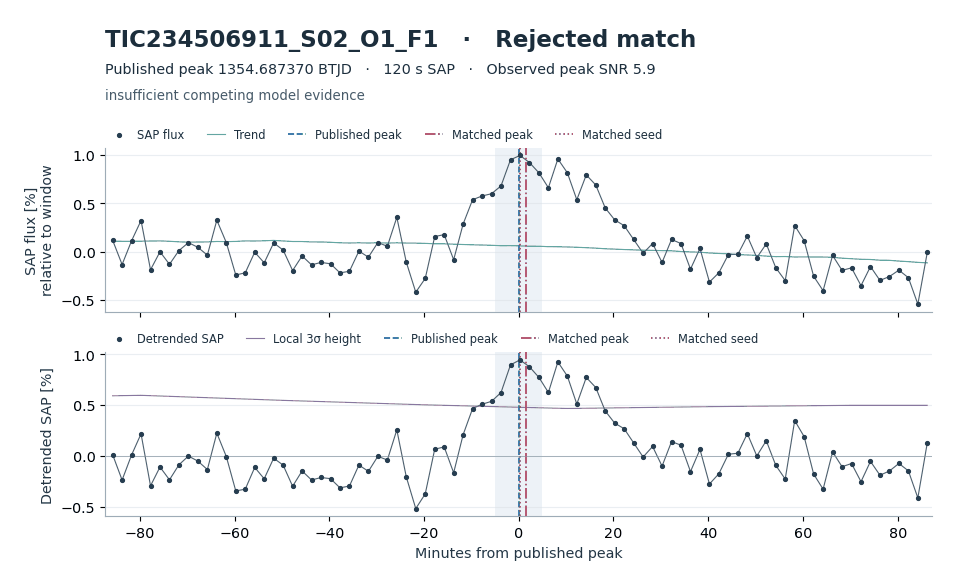 TIC234506911_S02_O1_F1 · Rejected match
Published peak 1354.687370 BTJD · 120 s SAP · Observed peak SNR 5.9
insufficient competing model evidence
SAP flux Trend Published peak Matched peak Matched seed
SAP flux [%]
relative to window
1.0
0.5
0.0
−0.5
Detrended SAP Local 3σ height Published peak Matched peak Matched seed
Detrended SAP [%]
1.0
0.5
0.0
−0.5
−80 −60 −40 −20 0 20 40 60 80
Minutes from published peak